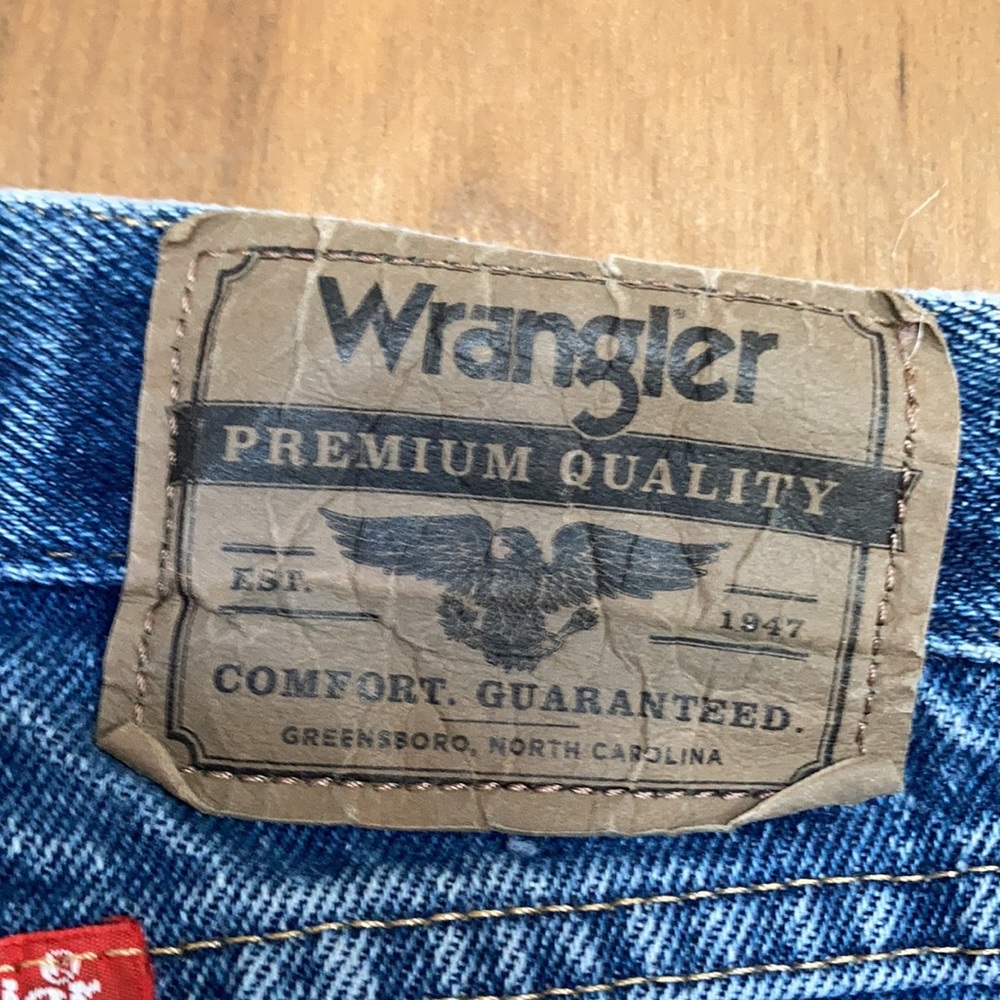 Wrangler®
PREMIUM QUALITY
EST. 1947
COMFORT. GUARANTEED.
GREENSBORO, NORTH CAROLINA